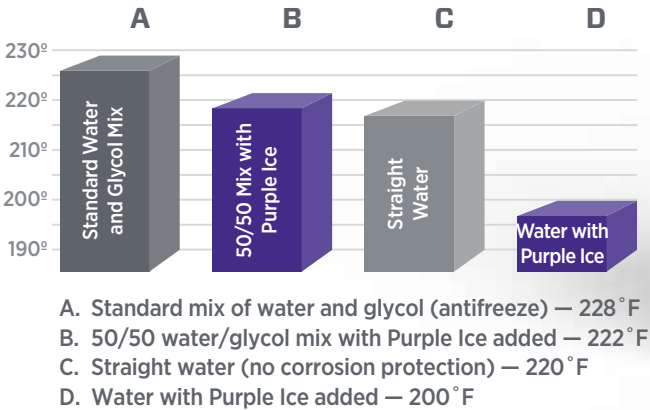 A B C D
230º
220º
210º
200º
190º
Standard Water
and Glycol Mix
50/50 Mix with
Purple Ice
Straight
Water
Water with
Purple Ice
A. Standard mix of water and glycol (antifreeze) — 228˚F
B. 50/50 water/glycol mix with Purple Ice added — 222˚F
C. Straight water (no corrosion protection) — 220˚F
D. Water with Purple Ice added — 200˚F